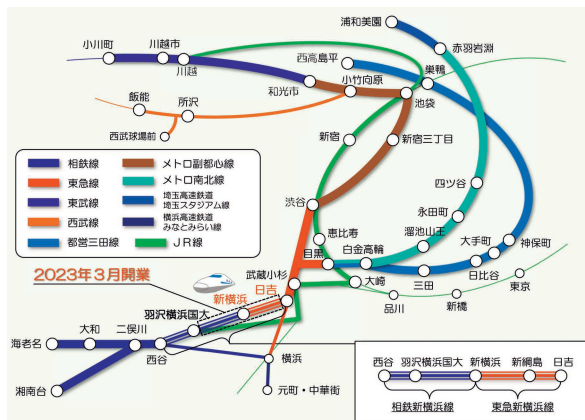 浦和美園
小川町
川越市
川越
西高島平
赤羽岩淵
巣鴨
小竹向原
和光市
池袋
飯能
所沢
西武球場前
新宿
新宿三丁目
相鉄線
メトロ副都心線
東急線
メトロ南北線
東武線
埼玉高速鉄道
埼玉スタジアム線
西武線
横浜高速鉄道
みなとみらい線
都営三田線
JR線
四ツ谷
渋谷
永田町
溜池山王
恵比寿
白金高輪
目黒
大手町
神保町
日比谷
三田
東京
2023年3月開業
武蔵小杉
日吉
新横浜
大崎
品川
新橋
羽沢横浜国大
二俣川
大和
海老名
西谷
横浜
湘南台
元町・中華街
西谷 羽沢横浜国大 新横浜 新綱島 日吉
相鉄新横浜線 東急新横浜線